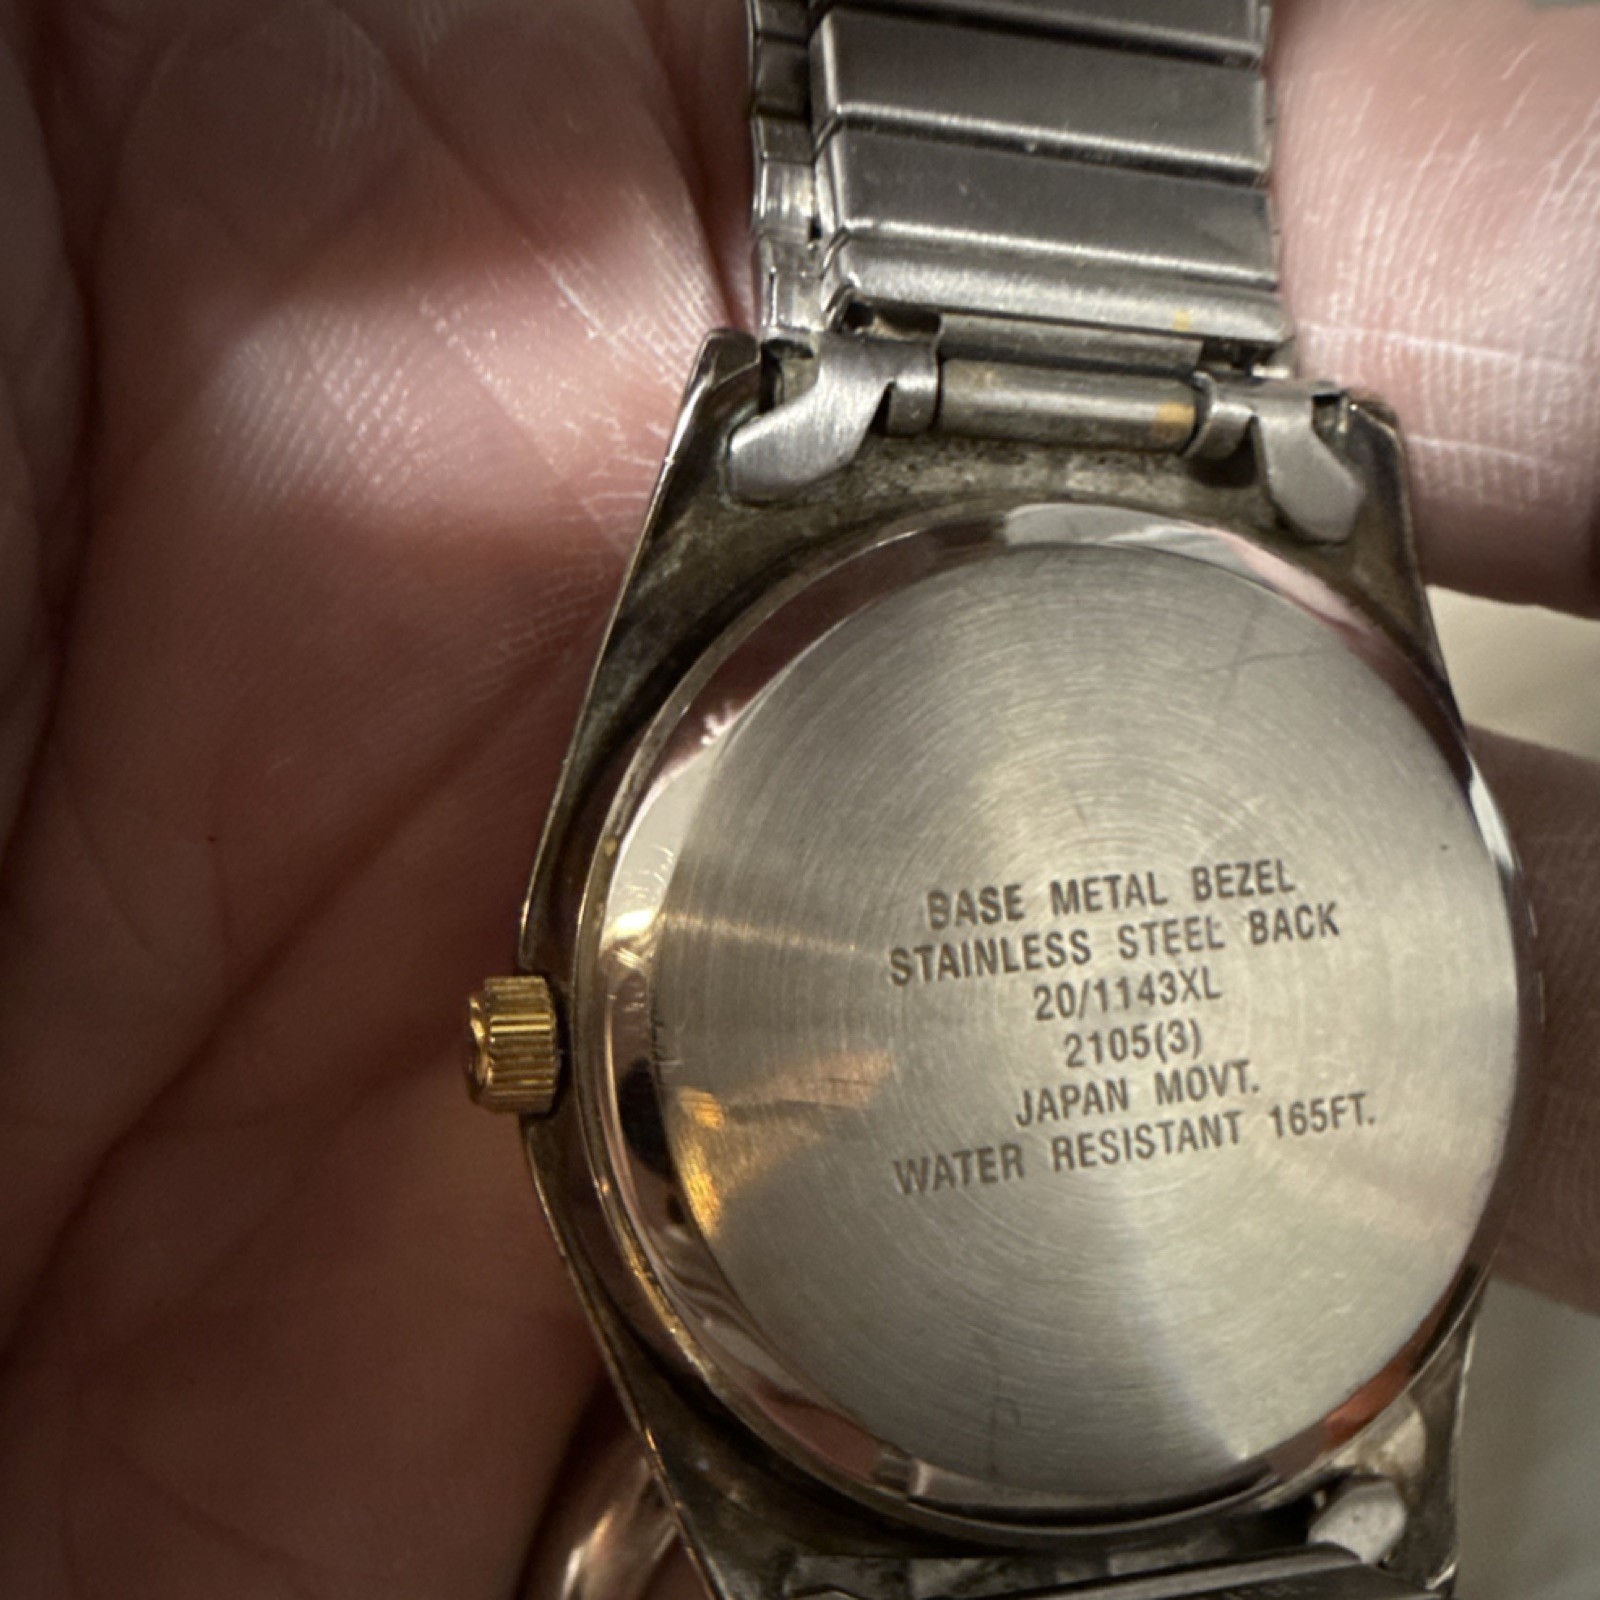 BASE METAL BEZEL
STAINLESS STEEL BACK
20/1143XL
2105(3)
JAPAN MOVT.
WATER RESISTANT 165FT.